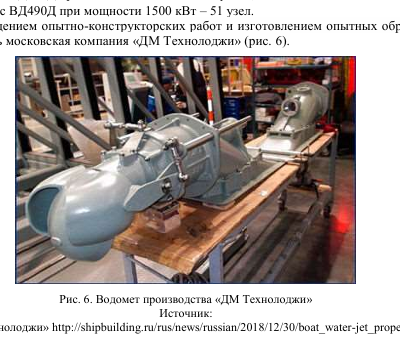 с ВД490Д при мощности 1500 кВт – 51 узел.
дением опытно-конструкторских работ и изготовлением опытных обр
ь московская компания «ДМ Технолоджи» (рис. 6).
Рис. 6. Водомет производства «ДМ Технолоджи»
Источник:
нолоджи» http://shipbuilding.ru/rus/news/russian/2018/12/30/boat_water-jet_prope